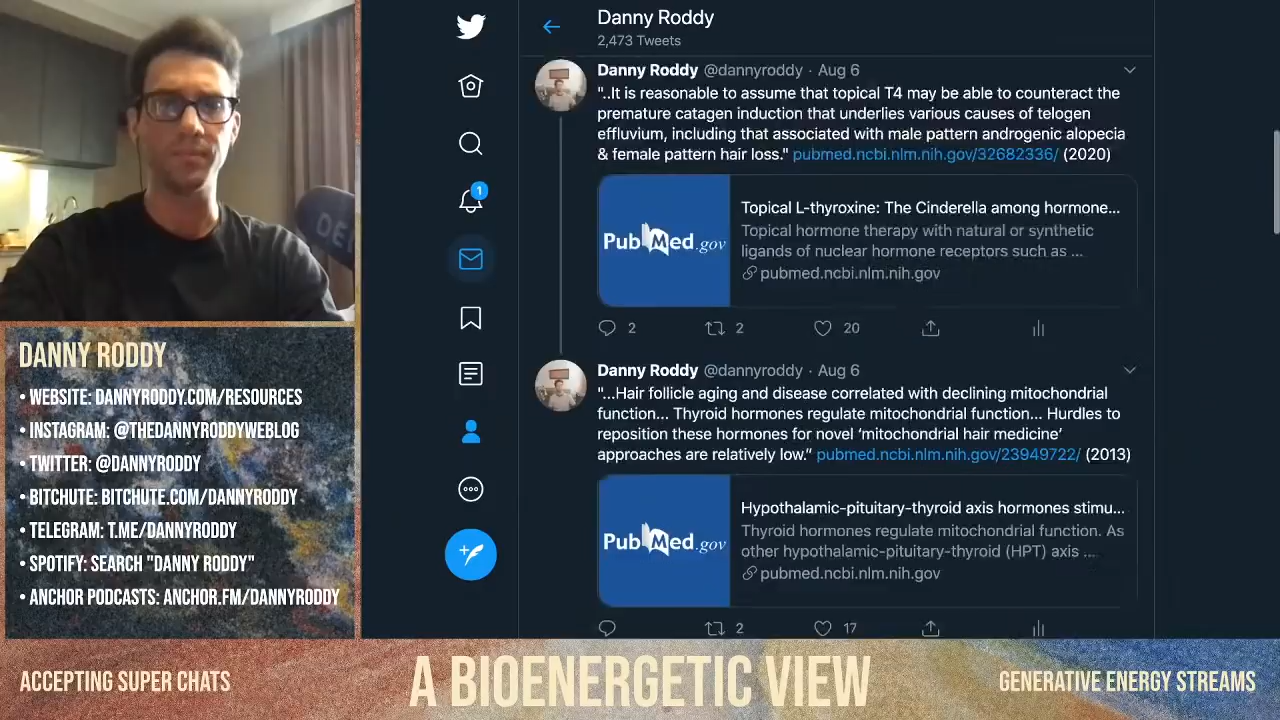 Danny Roddy
2,473 Tweets
Danny Roddy @dannyroddy · Aug 6
"..It is reasonable to assume that topical T4 may be able to counteract the
premature catagen induction that underlies various causes of telogen
effluvium, including that associated with male pattern androgenic alopecia
& female pattern hair loss." pubmed.ncbi.nlm.nih.gov/32682336/ (2020)
PubMed.gov
Topical L-thyroxine: The Cinderella among hormone...
Topical hormone therapy with natural or synthetic
ligands of nuclear hormone receptors such as ...
pubmed.ncbi.nlm.nih.gov
2 2 20
1
Danny Roddy @dannyroddy · Aug 6
"...Hair follicle aging and disease correlated with declining mitochondrial
function... Thyroid hormones regulate mitochondrial function... Hurdles to
reposition these hormones for novel ‘mitochondrial hair medicine’
approaches are relatively low.” pubmed.ncbi.nlm.nih.gov/23949722/ (2013)
PubMed.gov
Hypothalamic-pituitary-thyroid axis hormones stimu...
Thyroid hormones regulate mitochondrial function. As
other hypothalamic-pituitary-thyroid (HPT) axis ...
pubmed.ncbi.nlm.nih.gov
2 17
DANNY RODDY
• WEBSITE: DANNYRODDY.COM/RESOURCES
• INSTAGRAM: @THEDANNYRODDYWEBLOG
• TWITTER: @DANNYRODDY
• BITCHUTE: BITCHUTE.COM/DANNYRODDY
• TELEGRAM: T.ME/DANNYRODDY
• SPOTIFY: SEARCH "DANNY RODDY"
• ANCHOR PODCASTS: ANCHOR.FM/DANNYRODDY
ACCEPTING SUPER CHATS
A BIOENERGETIC VIEW
GENERATIVE ENERGY STREAMS